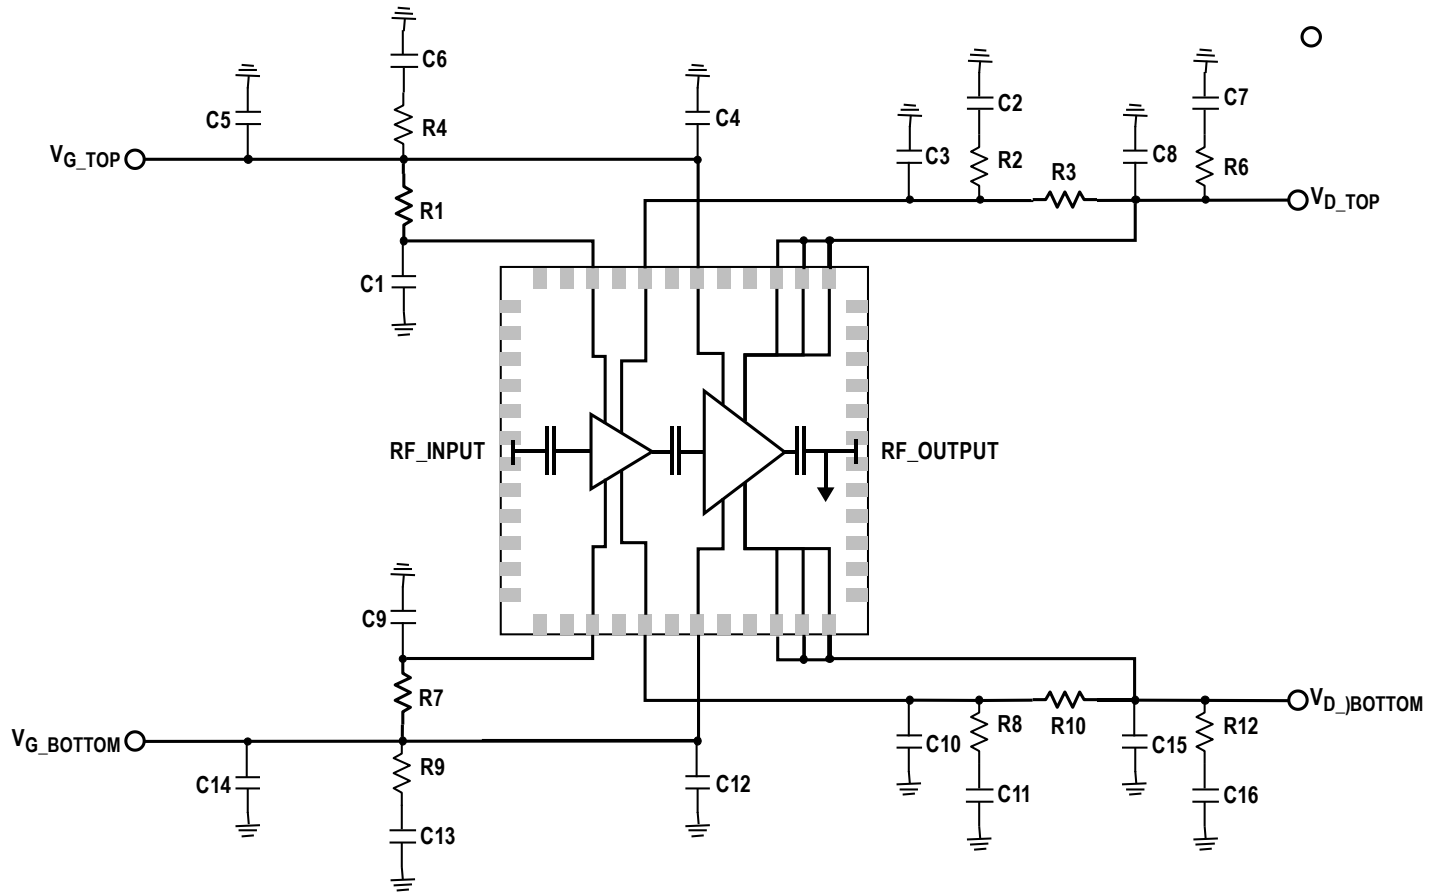 C6
C5
R4
C4
C2
C7
VG_TOP
C3
R2
R3
C8
R6
VD_TOP
R1
C1
RF_INPUT
RF_OUTPUT
C9
R7
VD_)BOTTOM
VG_BOTTOM
R9
C14
C12
C10
R8
R10
C15
R12
C11
C16
C13